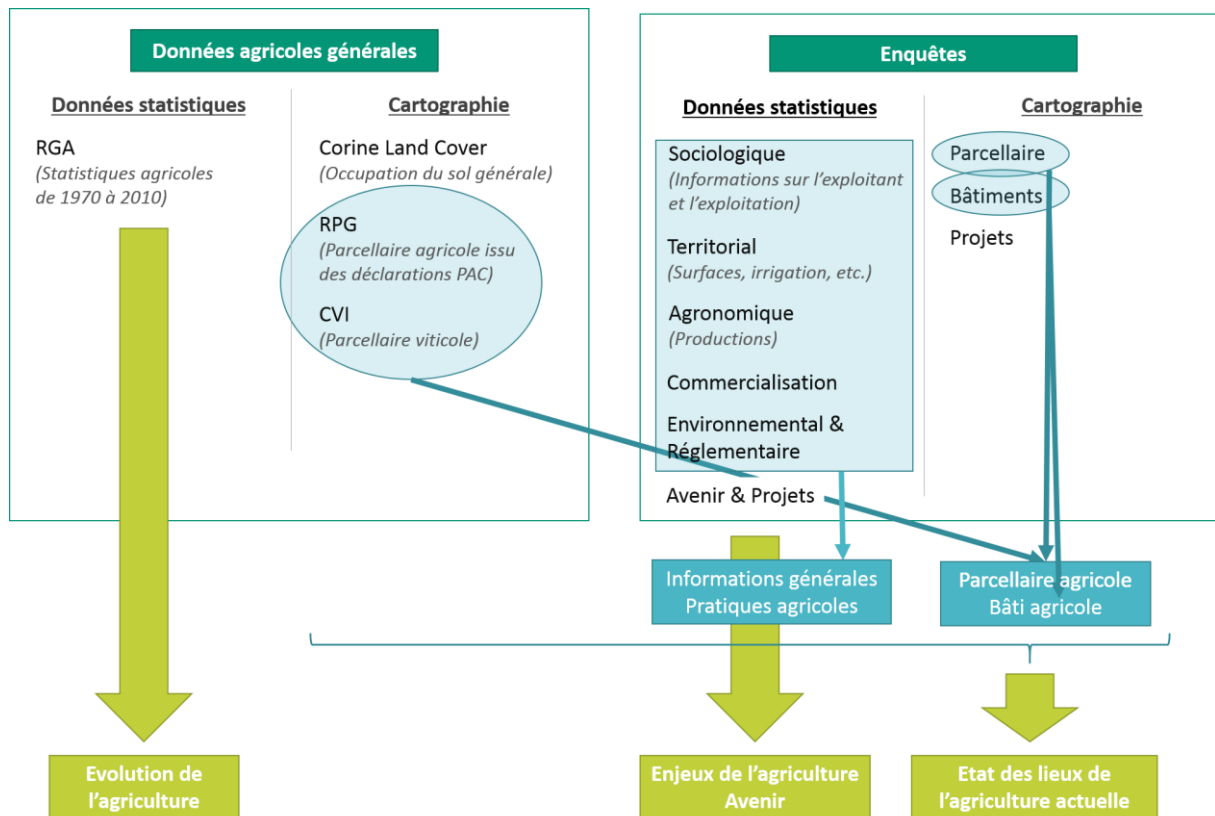 Données agricoles générales
Données statistiques
RGA
(Statistiques agricoles
de 1970 à 2010)
Cartographie
Corine Land Cover
(Occupation du sol générale)
RPG
(Parcellaire agricole issu
des déclarations PAC)
CVI
(Parcellaire viticole)
Enquêtes
Données statistiques
Sociologique
(Informations sur l'exploitant
et l'exploitation)
Territorial
(Surfaces, irrigation, etc.)
Agronomique
(Productions)
Commercialisation
Environnemental &
Réglementaire
Avenir & Projets
Cartographie
Parcellaire
Bâtiments
Projets
Informations générales
Pratiques agricoles
Parcellaire agricole
Bâti agricole
Evolution de
l'agriculture
Enjeux de l'agriculture
Avenir
Etat des lieux de
l'agriculture actuelle